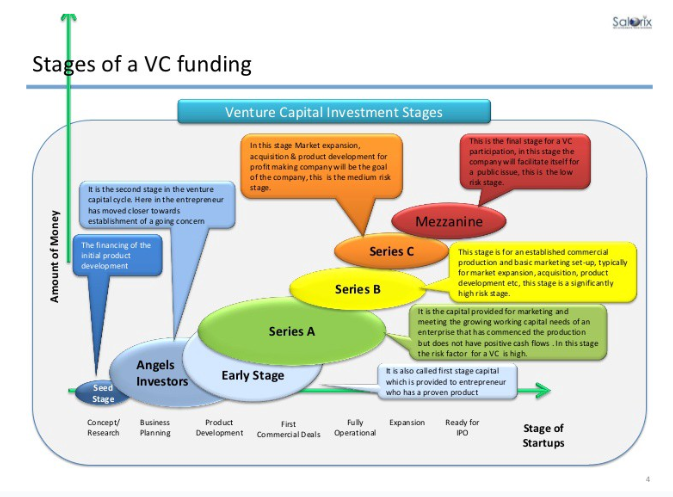 Salorix
Stages of a VC funding
Venture Capital Investment Stages
In this stage Market expansion,
acquisition & product development for
profit making company will be the goal
of the company, this is the medium risk
stage.
This is the final stage for a VC
participation, in this stage the
company will facilitate itself for
a public issue, this is the low
risk stage.
It is the second stage in the venture
capital cycle. Here in the entrepreneur
has moved closer towards
establishment of a going concern
The financing of the
initial product
development
Amount of Money
Mezzanine
Series C
This stage is for an established commercial
production and basic marketing set-up, typically
for market expansion, acquisition, product
development etc, this stage is a significantly
high risk stage.
Series B
It is the capital provided for marketing and
meeting the growing working capital needs of an
enterprise that has commenced the production
but does not have positive cash flows . In this stage
the risk factor for a VC is high.
Series A
Angels
Investors
Early Stage
It is also called first stage capital
which is provided to entrepreneur
who has a proven product
Seed
Stage
Concept/
Research
Business
Planning
Product
Development
First
Commercial Deals
Fully
Operational
Expansion
Ready for
IPO
Stage of
Startups
4